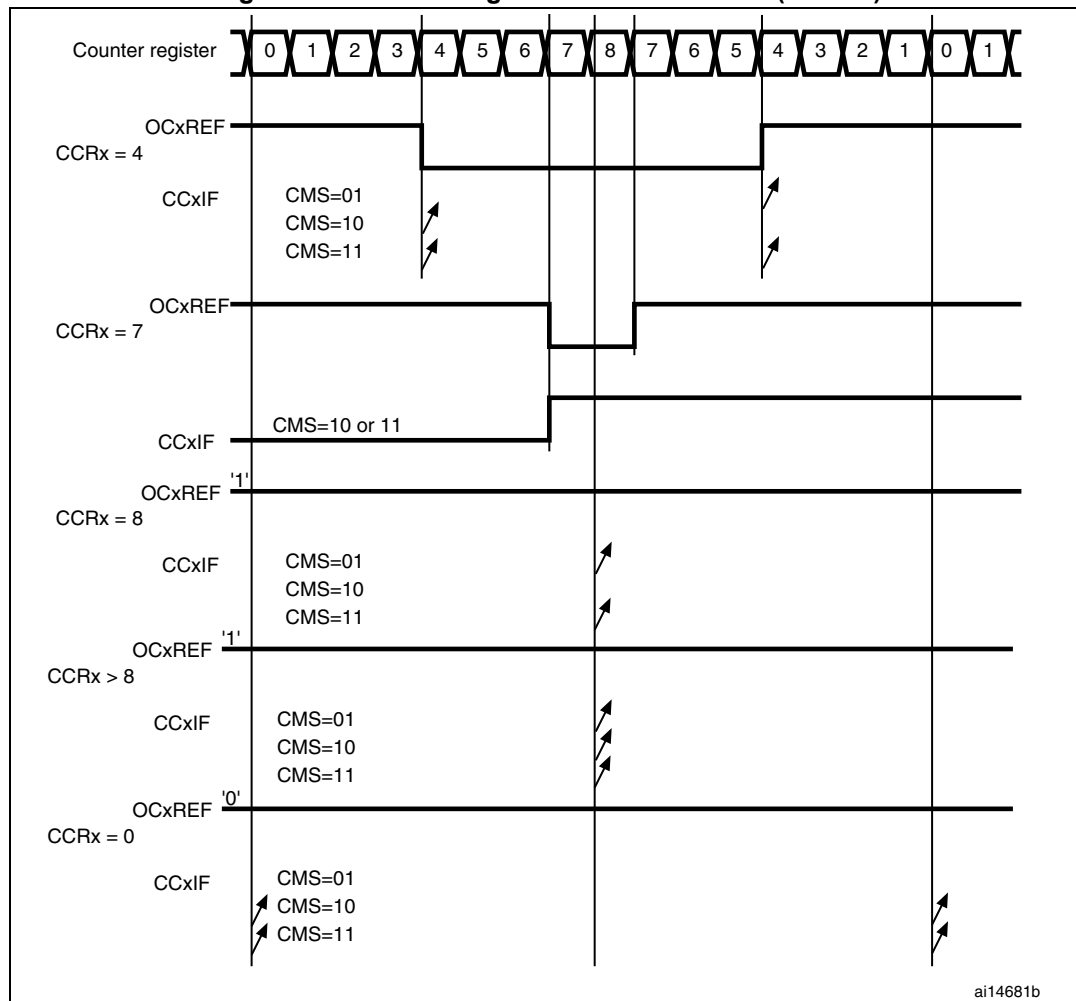 Counter register 0 1 2 3 4 5 6 7 8 7 6 5 4 3 2 1 0 1
OCxREF
CCRx = 4
CCxIF
CMS=01
CMS=10
CMS=11
OCxREF
CCRx = 7
CMS=10 or 11
CCxIF
'1'
OCxREF
CCRx = 8
CCxIF
CMS=01
CMS=10
CMS=11
'1'
OCxREF
CCRx > 8
CCxIF
CMS=01
CMS=10
CMS=11
'0'
OCxREF
CCRx = 0
CCxIF
CMS=01
CMS=10
CMS=11
ai14681b